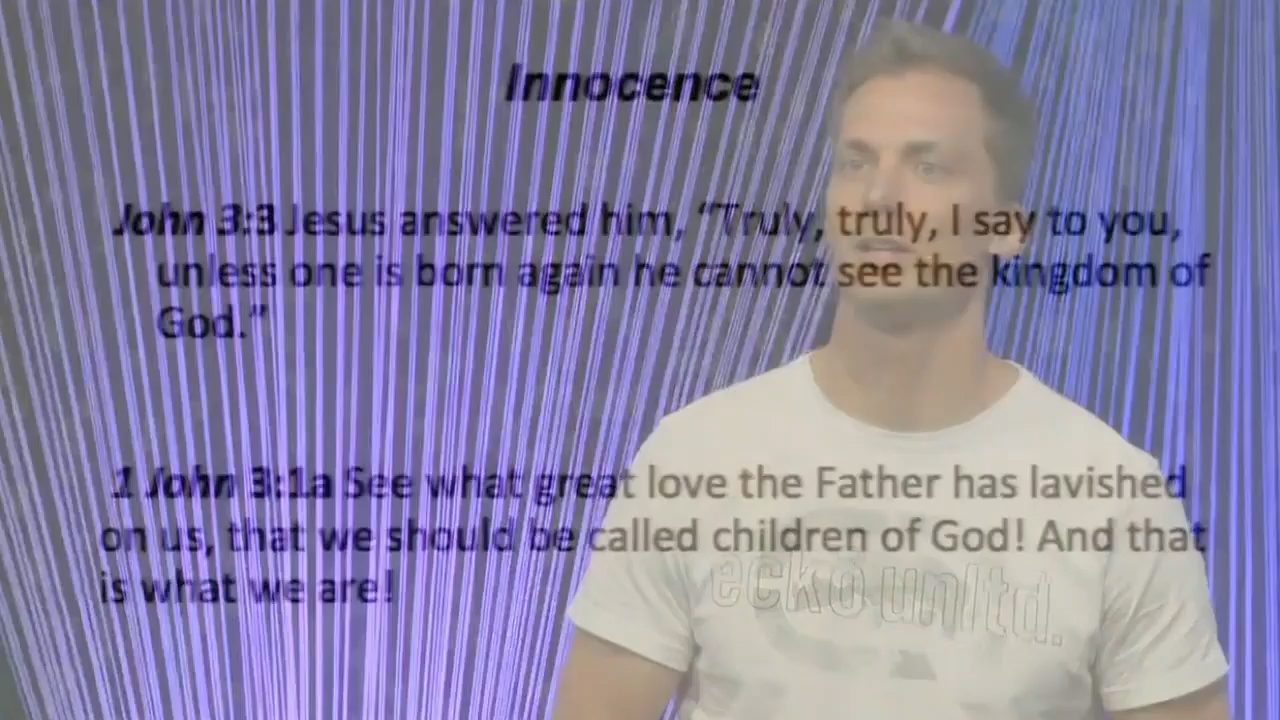 Innocence
John 3:3 Jesus answered him, “Truly, truly, I say to you,
unless one is born again he cannot see the kingdom of
God.”
1 John 3:1a See what great love the Father has lavished
on us, that we should be called children of God! And that
is what we are!
ecko unltd.